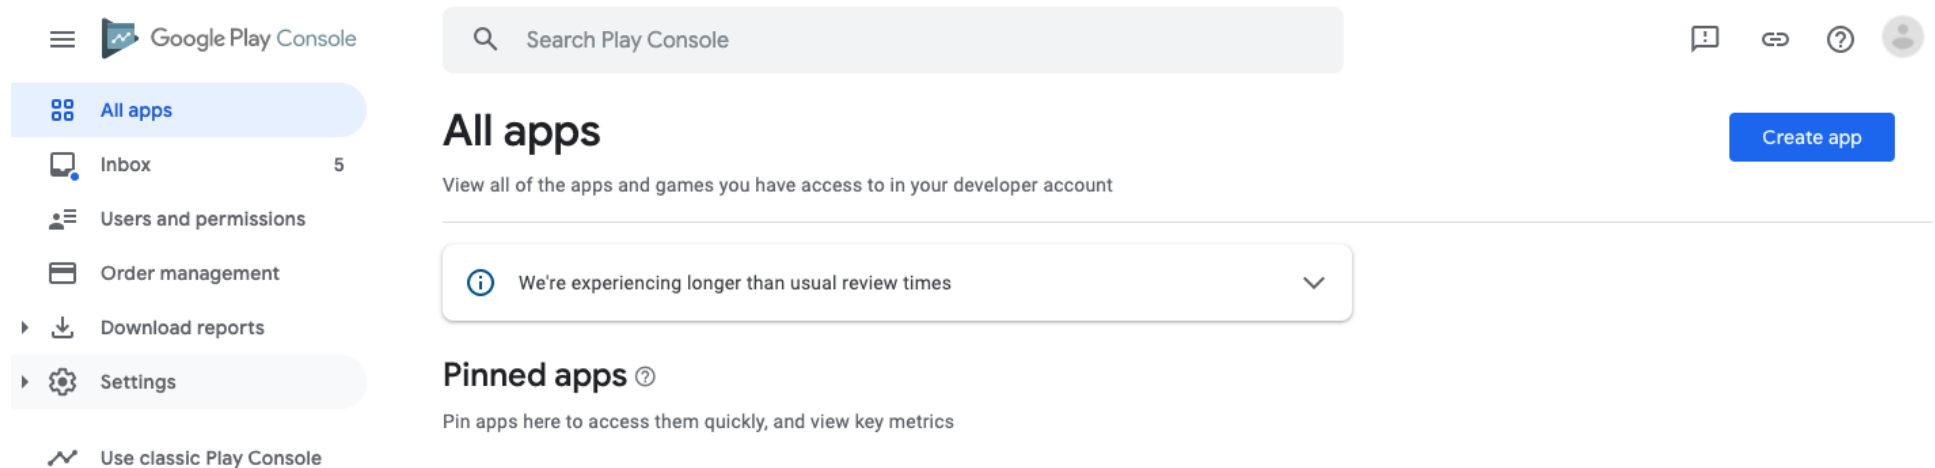 Google Play Console
Search Play Console
All apps
Inbox 5
Users and permissions
Order management
Download reports
Settings
Use classic Play Console
All apps
Create app
View all of the apps and games you have access to in your developer account
We're experiencing longer than usual review times
Pinned apps
Pin apps here to access them quickly, and view key metrics